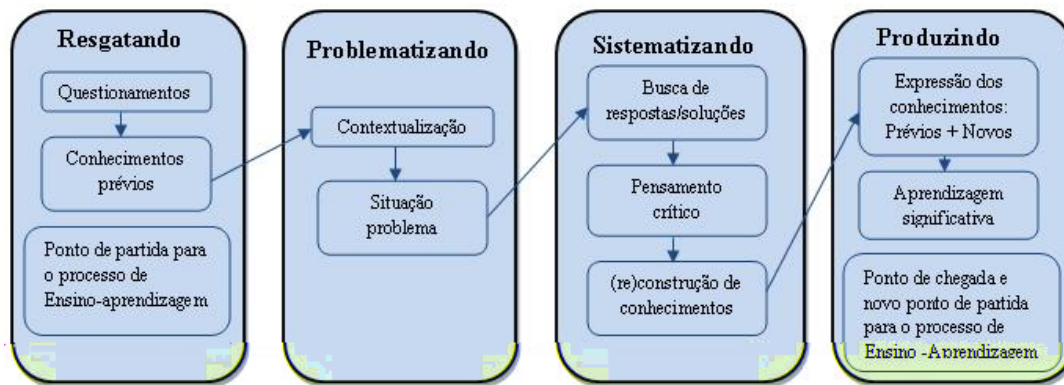 Resgatando
Questionamentos
Conhecimentos
prévios
Ponto de partida para
o processo de
Ensino-aprendizagem
Problematizando
Contextualização
Situação
problema
Sistematizando
Busca de
respostas/soluções
Pensamento
crítico
(re)construção de
conhecimentos
Produzindo
Expressão dos
conhecimentos:
Prévios + Novos
Aprendizagem
significativa
Ponto de chegada e
novo ponto de partida
para o processo de
Ensino -Aprendizagem